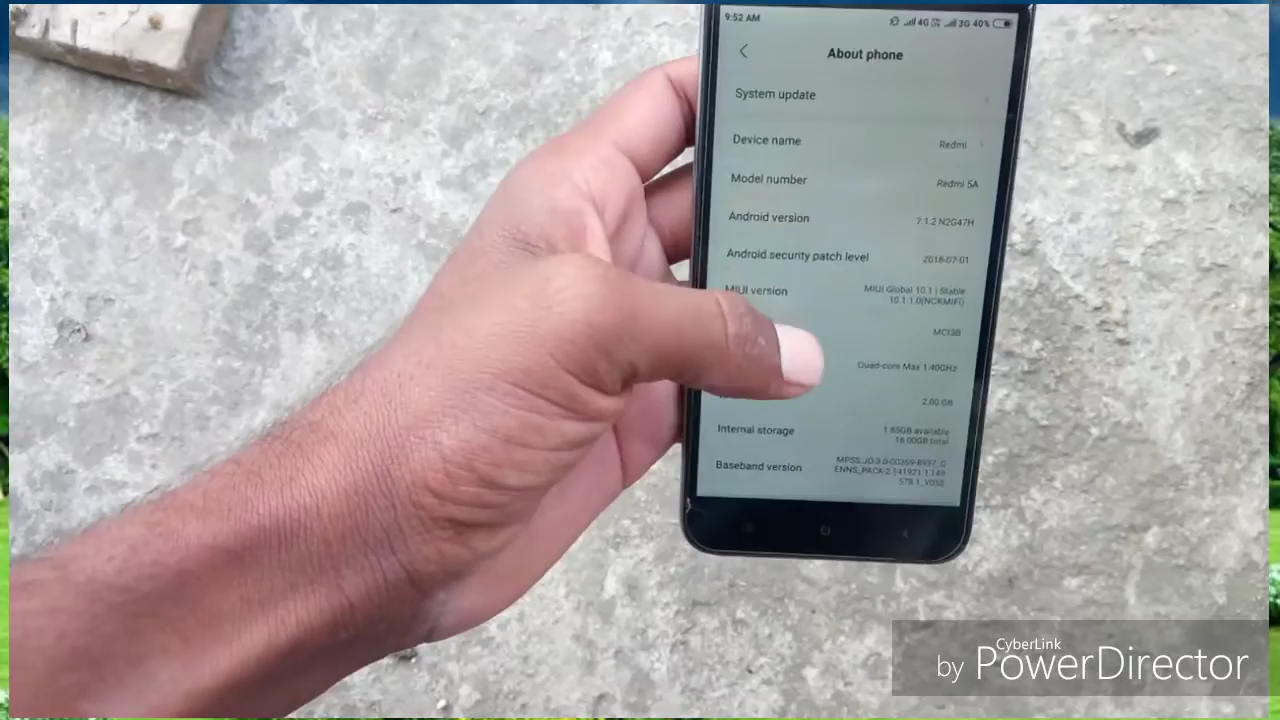 9:52 AM 4G 3G 40%
About phone
System update
Device name Redmi
Model number Redmi 5A
Android version 7.1.2 N2G47H
Android security patch level 2018-07-01
MIUI version MIUI Global 10.1 | Stable
10.1.1.0(NCKMIFI)
Quad-core Max 1.40GHz
2.00 GB
Internal storage 1.85GB available
16.00GB total
Baseband version
CyberLink
by PowerDirector